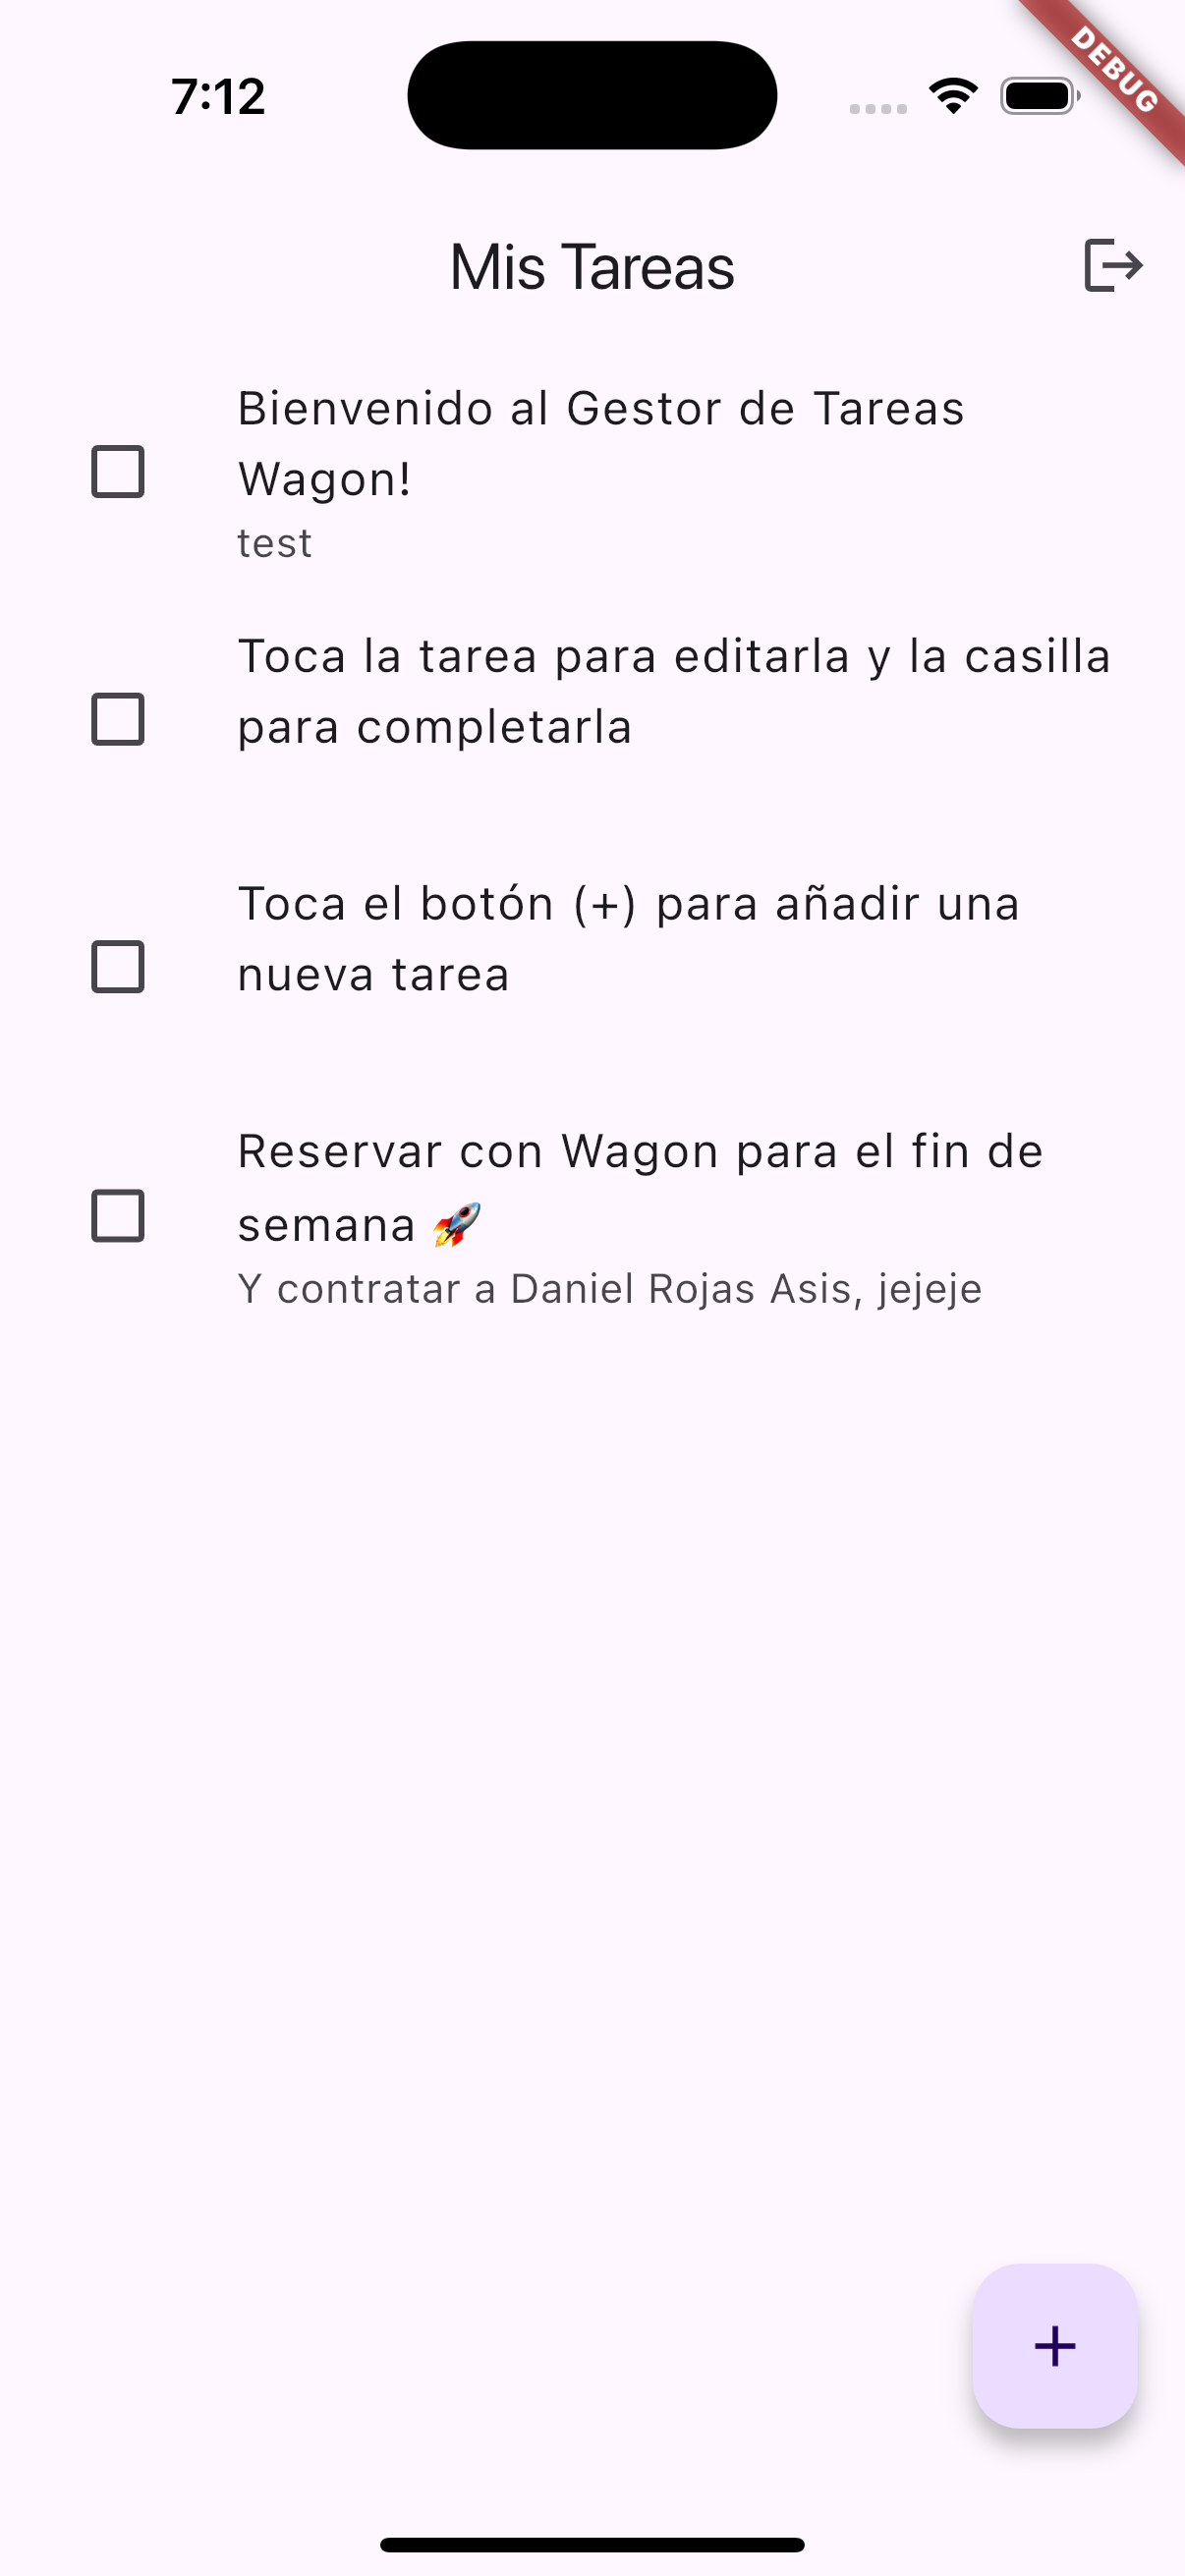 7:12
DEBUG
Mis Tareas
Bienvenido al Gestor de Tareas
Wagon!
test
Toca la tarea para editarla y la casilla
para completarla
Toca el botón (+) para añadir una
nueva tarea
Reservar con Wagon para el fin de
semana 🚀
Y contratar a Daniel Rojas Asis, jejeje
+